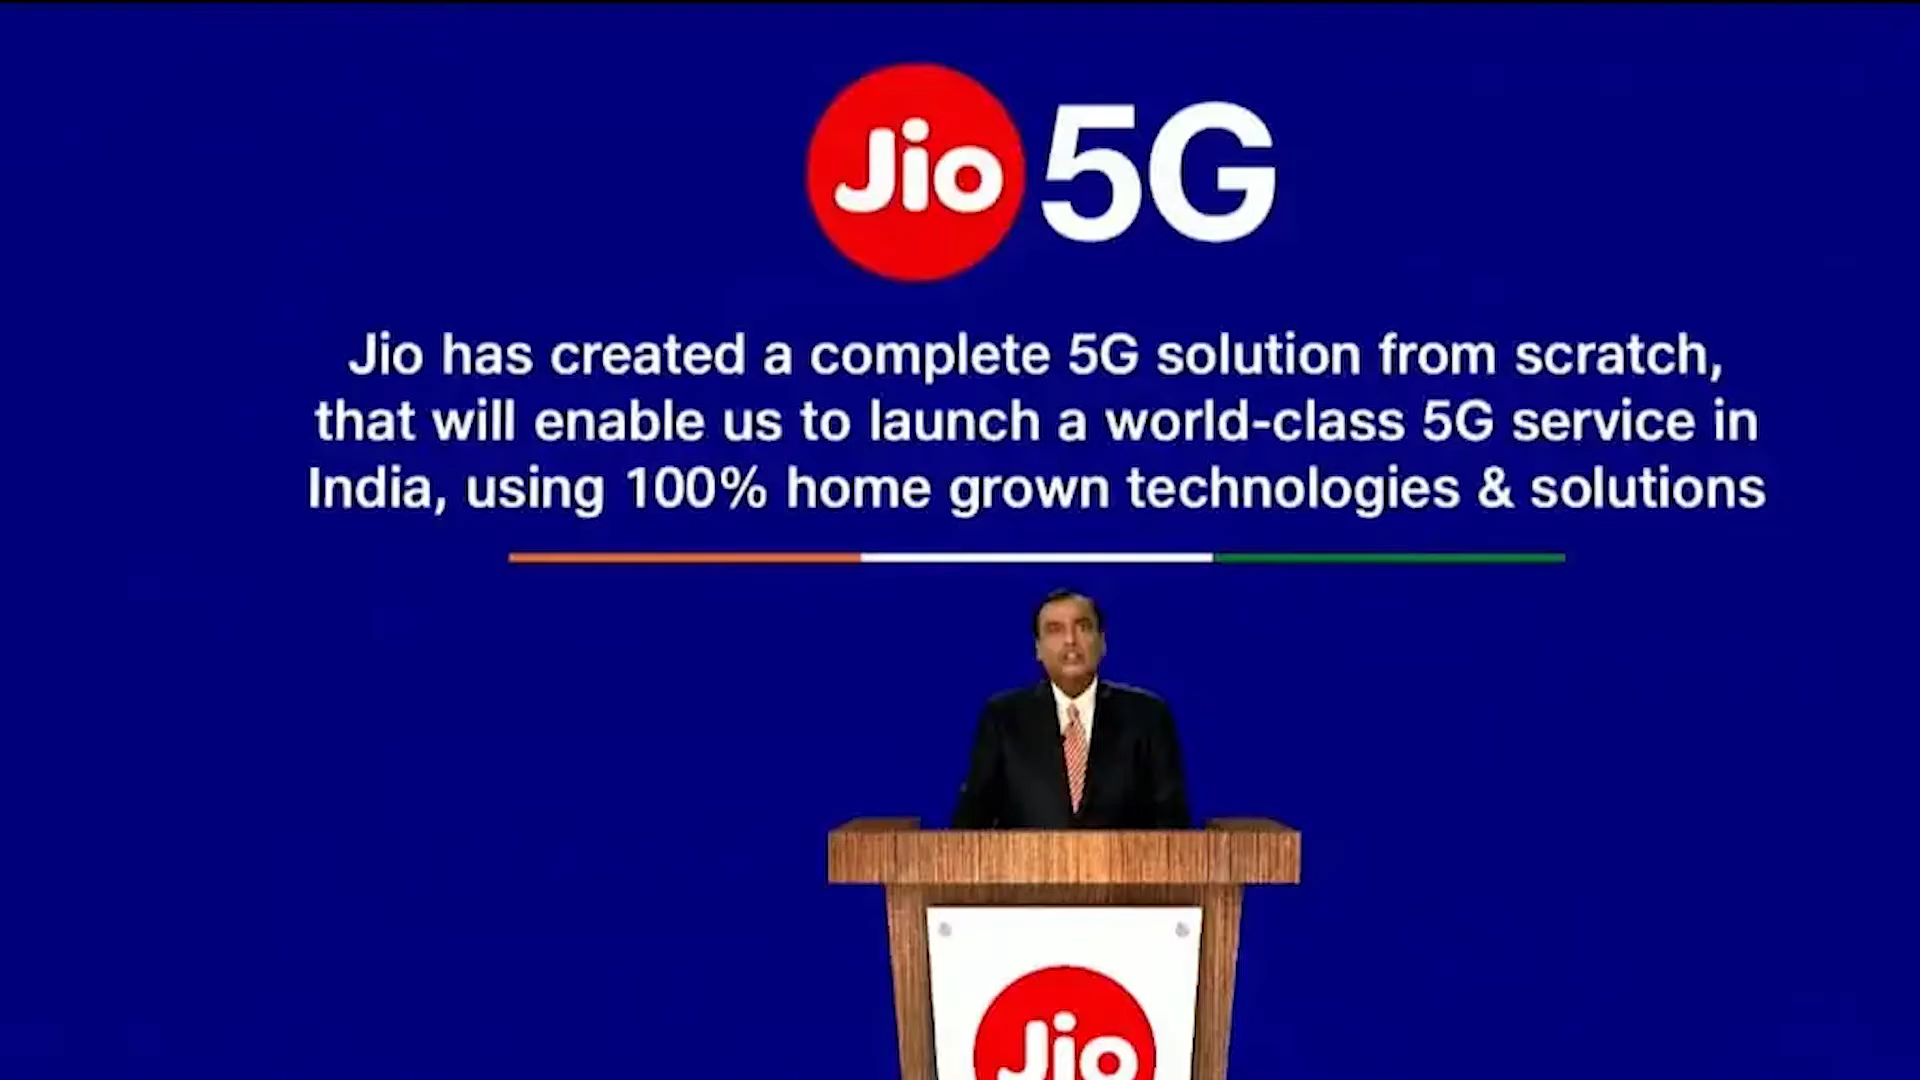 Jio 5G
Jio has created a complete 5G solution from scratch,
that will enable us to launch a world-class 5G service in
India, using 100% home grown technologies & solutions
Jio